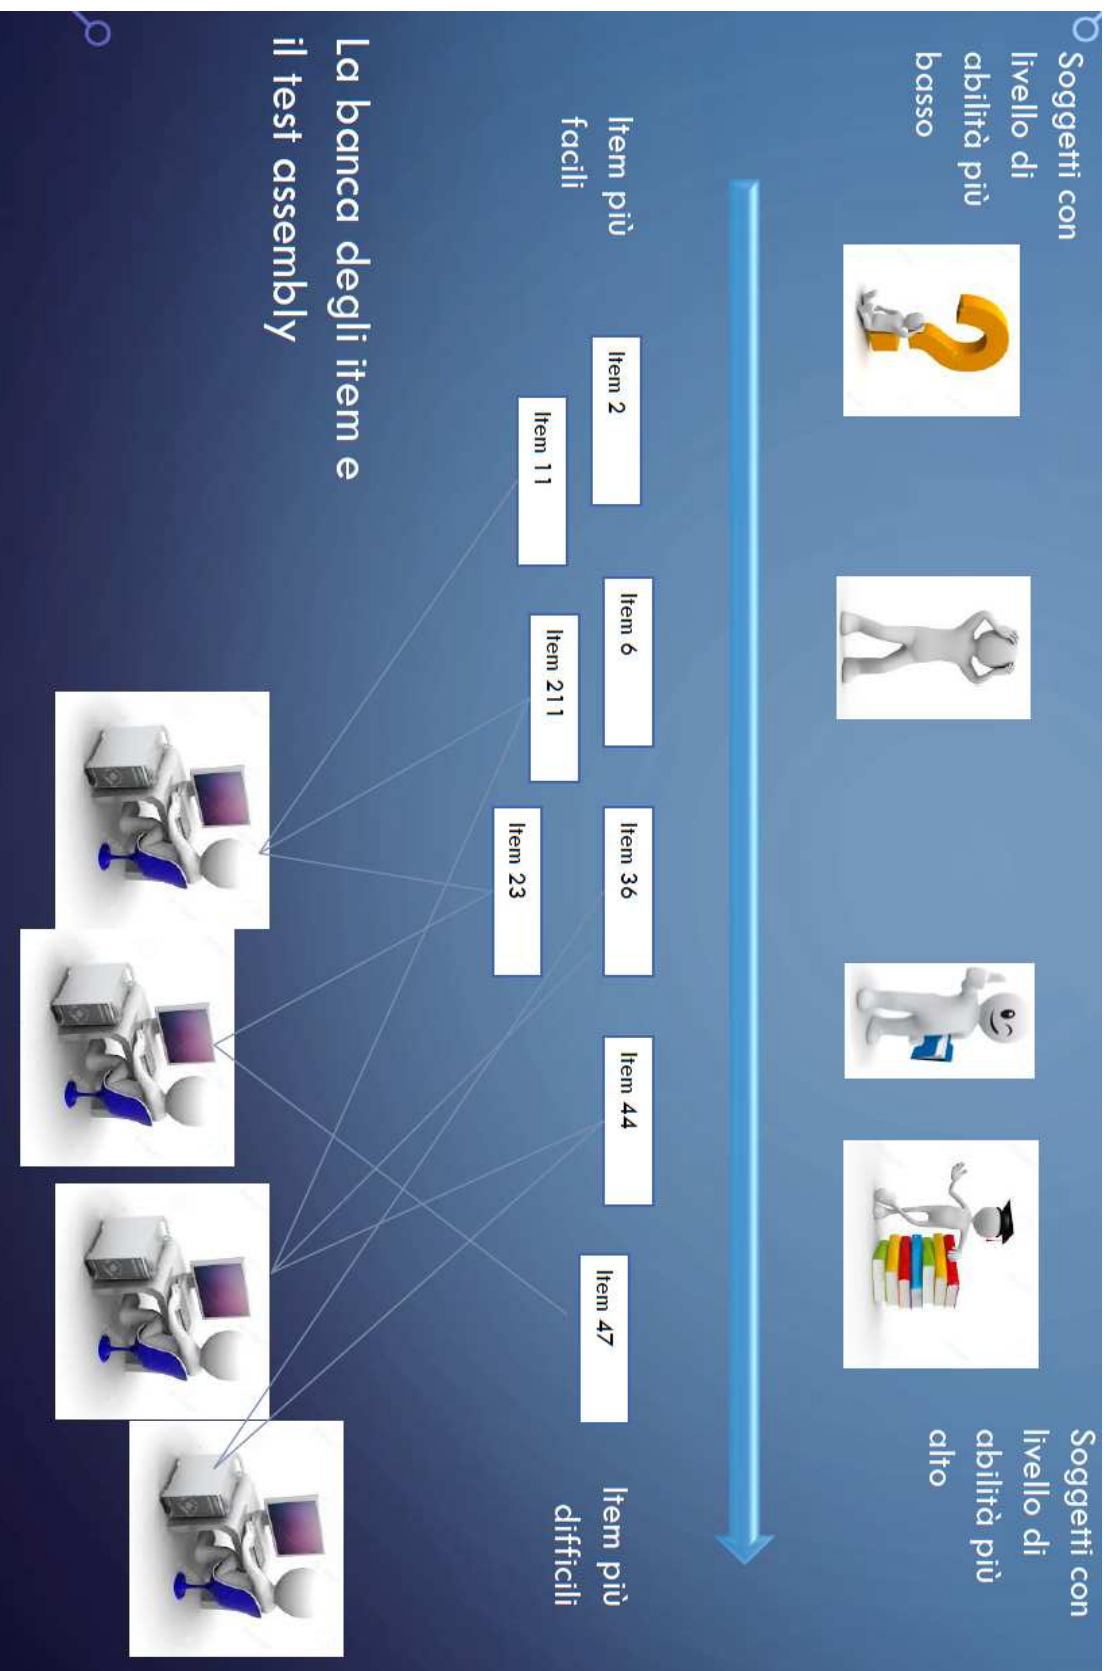 Soggetti con
livello di
abilità più
basso
Soggetti con
livello di
abilità più
alto
Item più
facili
Item 2
Item 6
Item 36
Item 44
Item 47
Item 11
Item 211
Item 23
Item più
difficili
La banca degli item e
il test assembly